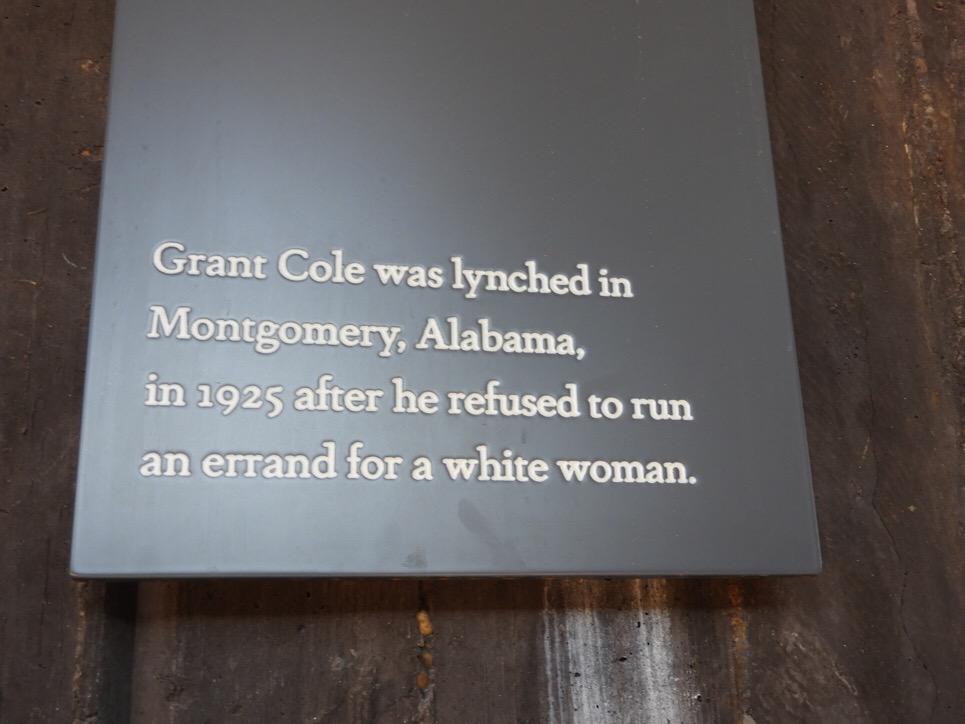 Grant Cole was lynched in
Montgomery, Alabama,
in 1925 after he refused to run
an errand for a white woman.